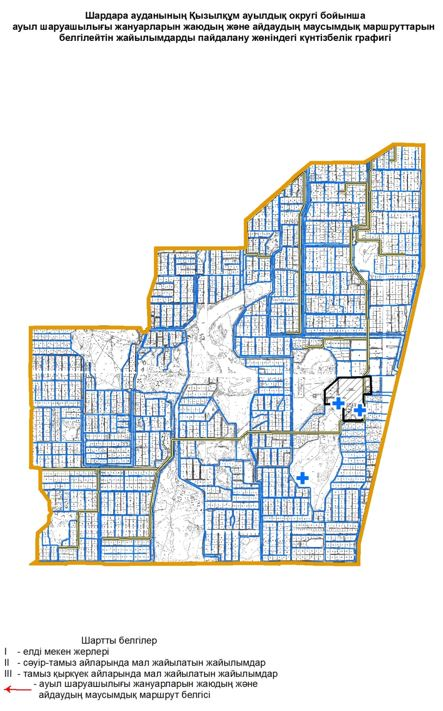 Шардара ауданының Қызылқұм ауылдық округі бойынша
ауыл шаруашылығы жануарларын жаюдың және айдаудың маусымдық маршруттарын
белгілейтін жайылымдарды пайдалану жөніндегі күнтізбелік графигі
Шартты белгілер
I - елді мекен жерлері
II - сәуір-тамыз айларында мал жайылатын жайылымдар
III - тамыз қыркүек айларында мал жайылатын жайылымдар
- ауыл шаруашылығы жануарларын жаюдың және
айдаудың маусымдық маршрут белгісі